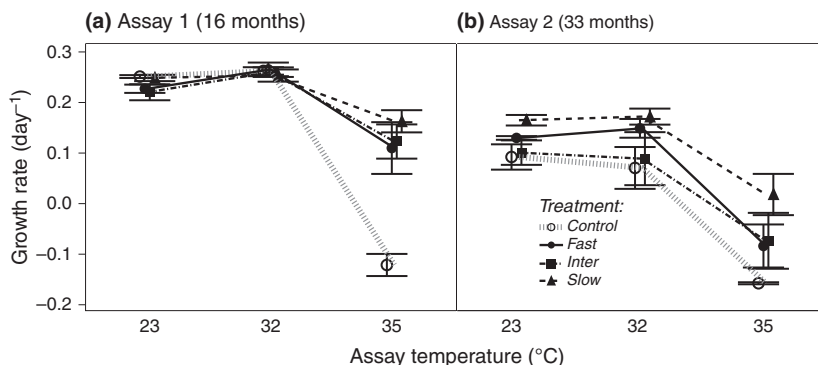 (a) Assay 1 (16 months)
(b) Assay 2 (33 months)
Growth rate (day⁻¹)
0.3
0.2
0.1
0.0
−0.1
−0.2
Treatment:
Control
Fast
Inter
Slow
23 32 35 23 32 35
Assay temperature (°C)